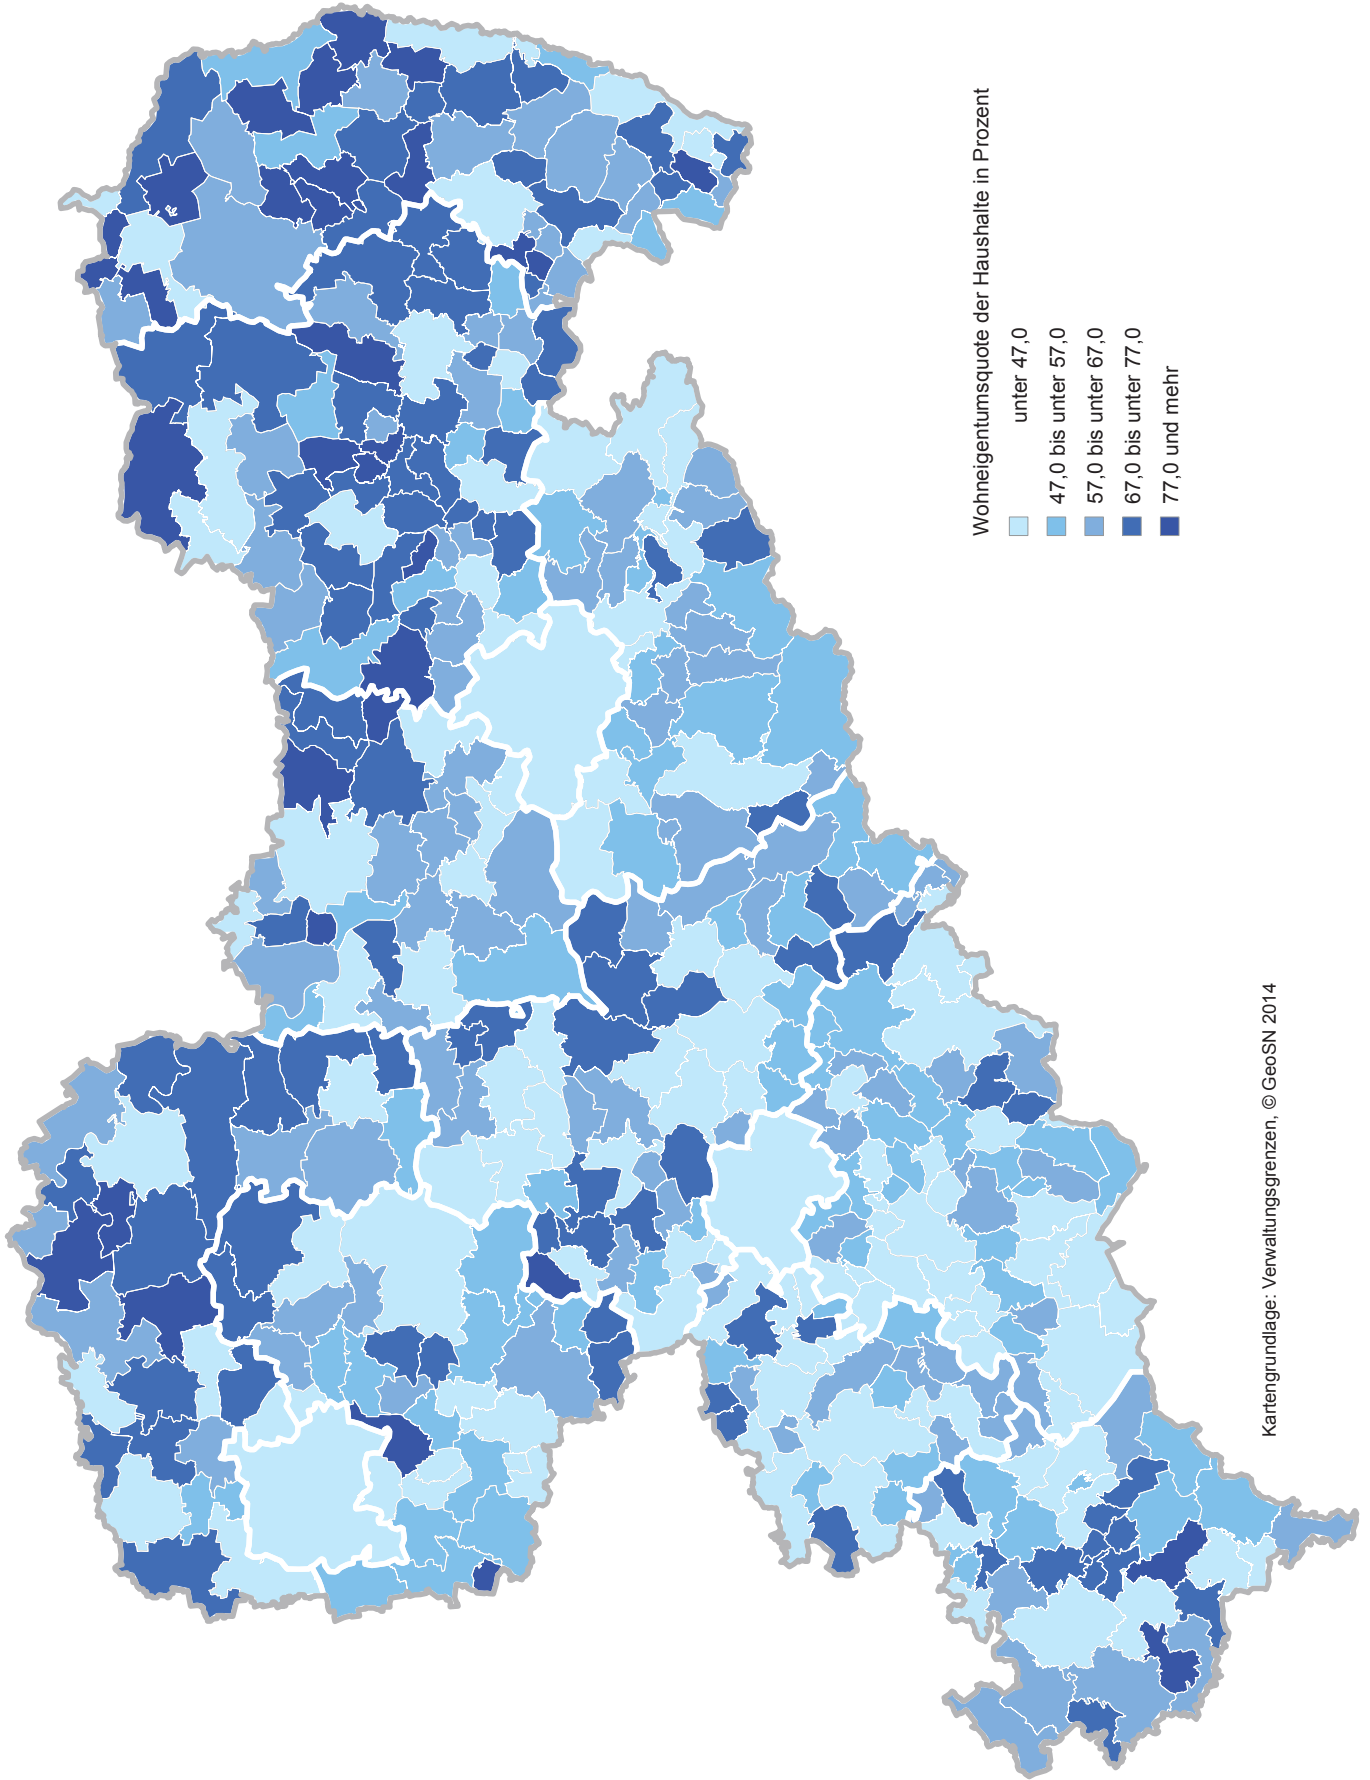 Wohneigentumsquote der Haushalte in Prozent
unter 47,0
47,0 bis unter 57,0
57,0 bis unter 67,0
67,0 bis unter 77,0
77,0 und mehr
Kartengrundlage: Verwaltungsgrenzen, © GeoSN 2014